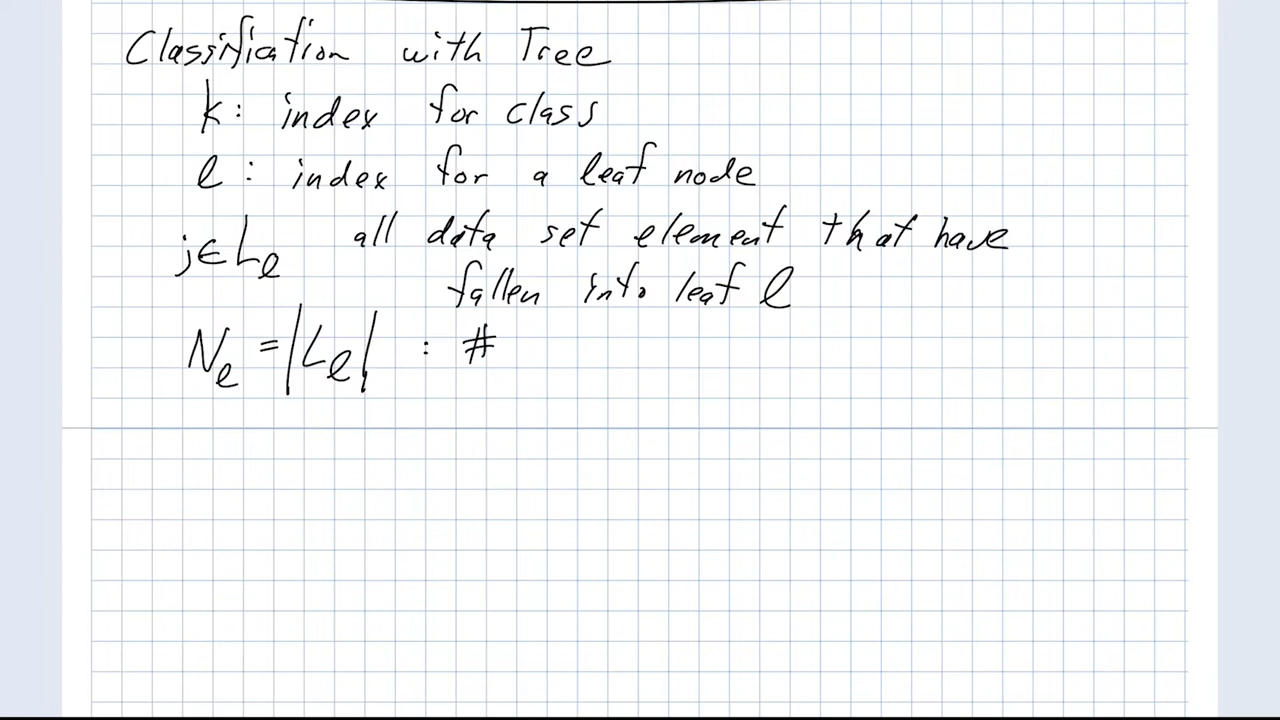 Classification with Tree
k: index for class
ℓ: index for a leaf node
j∈L_ℓ all data set element that have
fallen into leaf ℓ
N_ℓ = |L_ℓ| : #